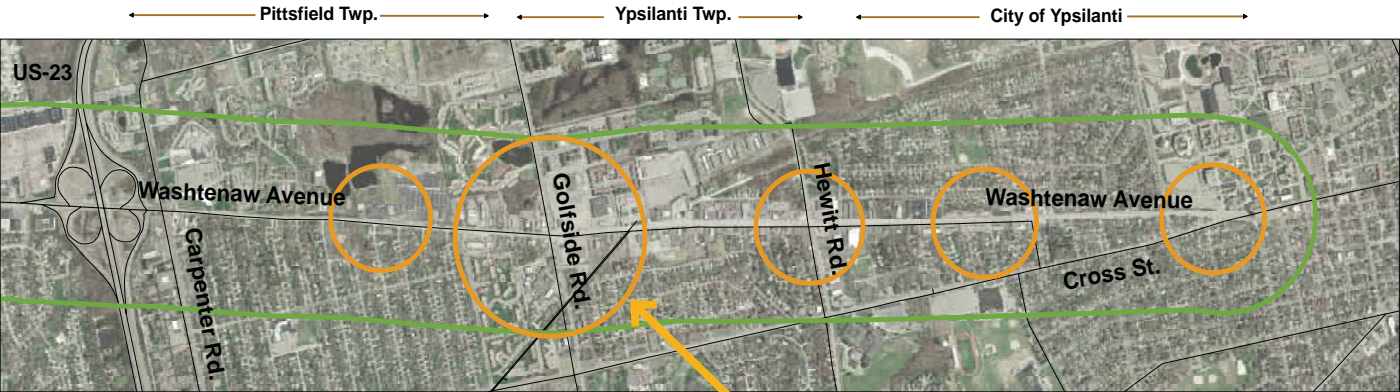 Pittsfield Twp.
Ypsilanti Twp.
City of Ypsilanti
US-23
Washtenaw Avenue
Carpenter Rd.
Golfside Rd.
Hewitt Rd.
Washtenaw Avenue
Cross St.